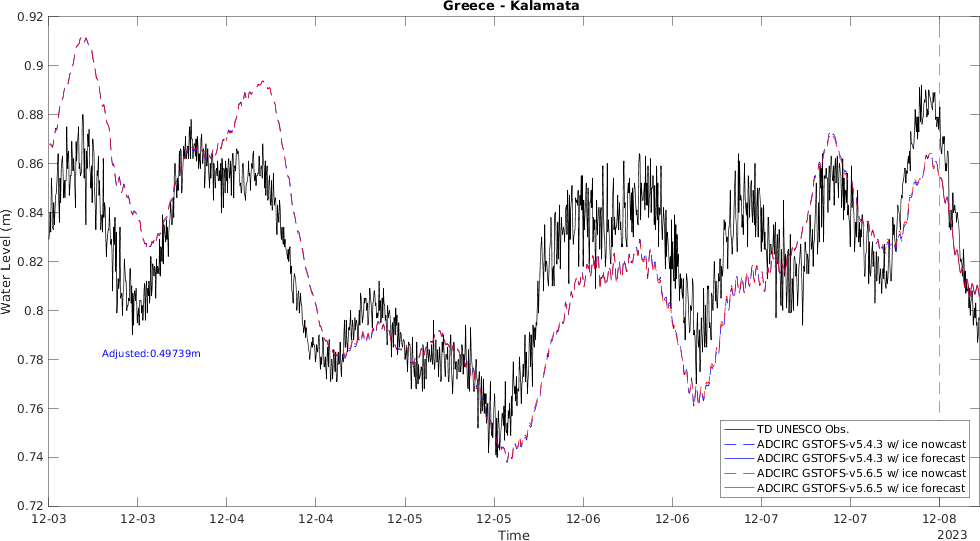 Greece - Kalamata
0.92
0.9
0.88
0.86
0.84
0.82
0.8
0.78
0.76
0.74
0.72
Water Level (m)
Adjusted:0.49739m
TD UNESCO Obs.
ADCIRC GSTOFS-v5.4.3 w/ ice nowcast
ADCIRC GSTOFS-v5.4.3 w/ ice forecast
ADCIRC GSTOFS-v5.6.5 w/ ice nowcast
ADCIRC GSTOFS-v5.6.5 w/ ice forecast
12-03 12-03 12-04 12-04 12-05 12-05 12-06 12-06 12-07 12-07 12-08
2023
Time